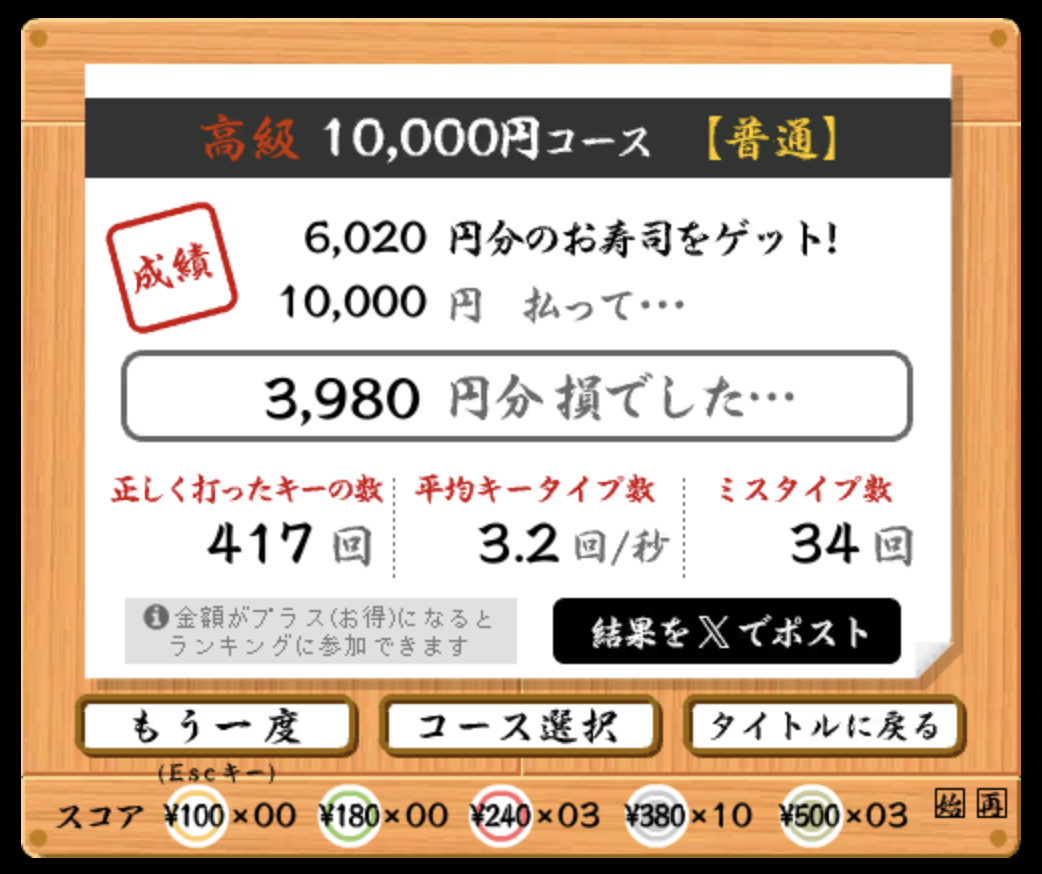 高級 10,000円コース 【普通】
成績
6,020 円分のお寿司をゲット!
10,000 円 払って…
3,980 円分損でした…
正しく打ったキーの数 平均キータイプ数 ミスタイプ数
417 回 3.2 回/秒 34 回
金額がプラス(お得)になると
ランキングに参加できます
結果を𝕏でポスト
もう一度 コース選択 タイトルに戻る
(Escキー)
スコア ¥100×00 ¥180×00 ¥240×03 ¥380×10 ¥500×03 始 再